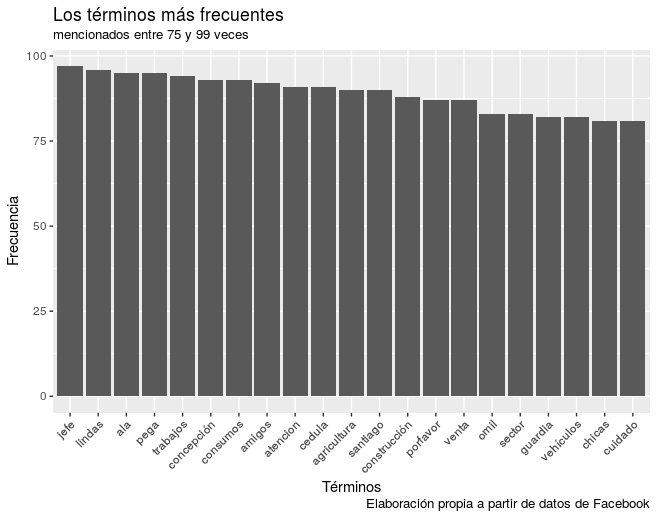 Los términos más frecuentes
mencionados entre 75 y 99 veces
100
75
50
25
0
Frecuencia
jefe
lindas
ala
pega
trabajos
concepción
consumos
amigos
atencion
cedula
agricultura
santiago
construcción
porfavor
venta
omil
sector
guardia
vehículos
chicas
cuidado
Términos
Elaboración propia a partir de datos de Facebook